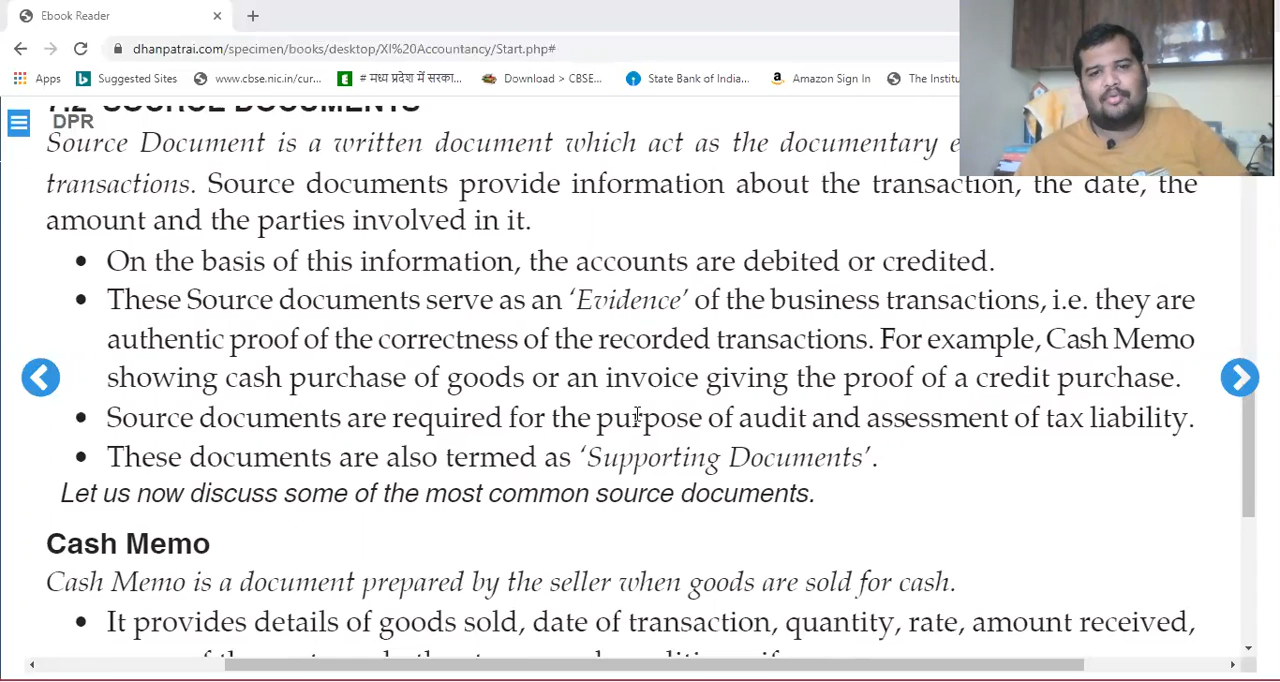 Ebook Reader
dhanpatrai.com/specimen/books/desktop/XI%20Accountancy/Start.php#
Apps Suggested Sites www.cbse.nic.in/cur... # मध्य प्रदेश में सरका... Download > CBSE... State Bank of India... Amazon Sign In The Institu
7.2 SOURCE DOCUMENTS
DPR
Source Document is a written document which act as the documentary e
transactions. Source documents provide information about the transaction, the date, the
amount and the parties involved in it.
• On the basis of this information, the accounts are debited or credited.
• These Source documents serve as an ‘Evidence’ of the business transactions, i.e. they are
authentic proof of the correctness of the recorded transactions. For example, Cash Memo
showing cash purchase of goods or an invoice giving the proof of a credit purchase.
• Source documents are required for the purpose of audit and assessment of tax liability.
• These documents are also termed as ‘Supporting Documents’.
Let us now discuss some of the most common source documents.
Cash Memo
Cash Memo is a document prepared by the seller when goods are sold for cash.
• It provides details of goods sold, date of transaction, quantity, rate, amount received,